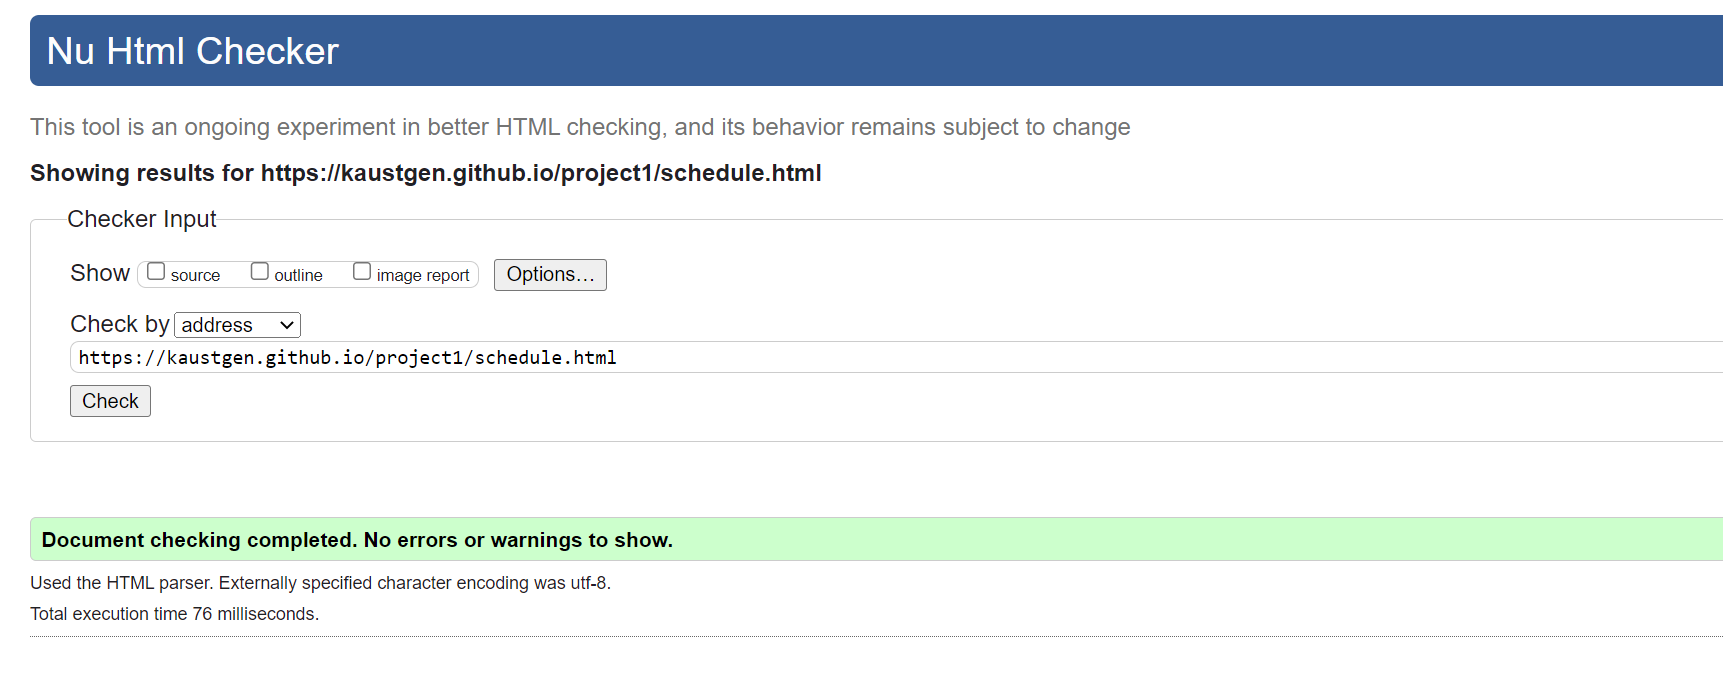 Nu Html Checker
This tool is an ongoing experiment in better HTML checking, and its behavior remains subject to change
Showing results for https://kaustgen.github.io/project1/schedule.html
Checker Input
Show source outline image report Options...
Check by address
https://kaustgen.github.io/project1/schedule.html
Check
Document checking completed. No errors or warnings to show.
Used the HTML parser. Externally specified character encoding was utf-8.
Total execution time 76 milliseconds.